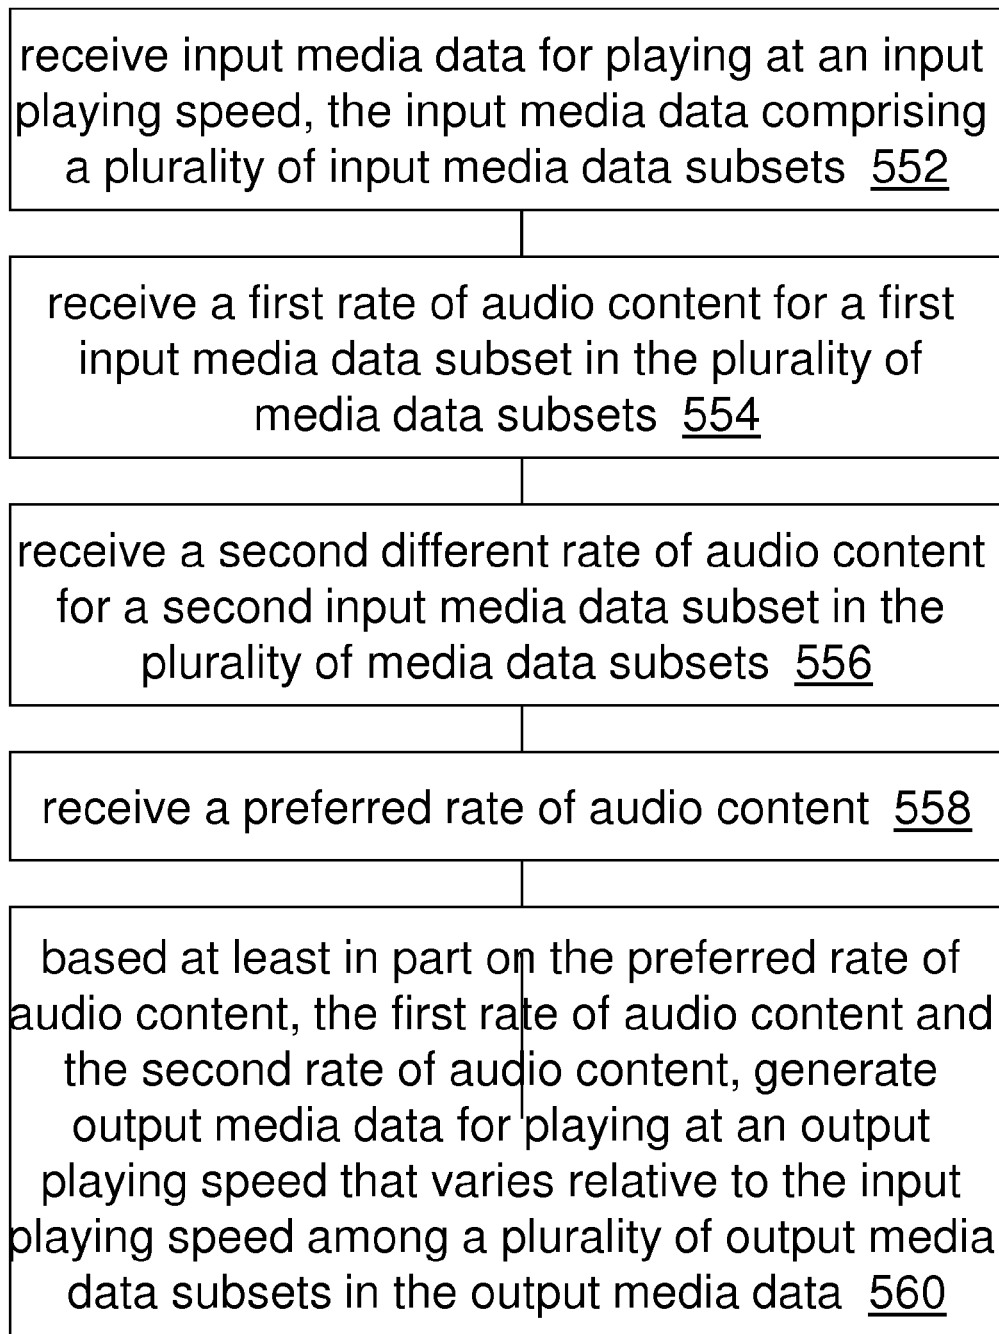 receive input media data for playing at an input
playing speed, the input media data comprising
a plurality of input media data subsets 552
receive a first rate of audio content for a first
input media data subset in the plurality of
media data subsets 554
receive a second different rate of audio content
for a second input media data subset in the
plurality of media data subsets 556
receive a preferred rate of audio content 558
based at least in part on the preferred rate of
audio content, the first rate of audio content and
the second rate of audio content, generate
output media data for playing at an output
playing speed that varies relative to the input
playing speed among a plurality of output media
data subsets in the output media data 560